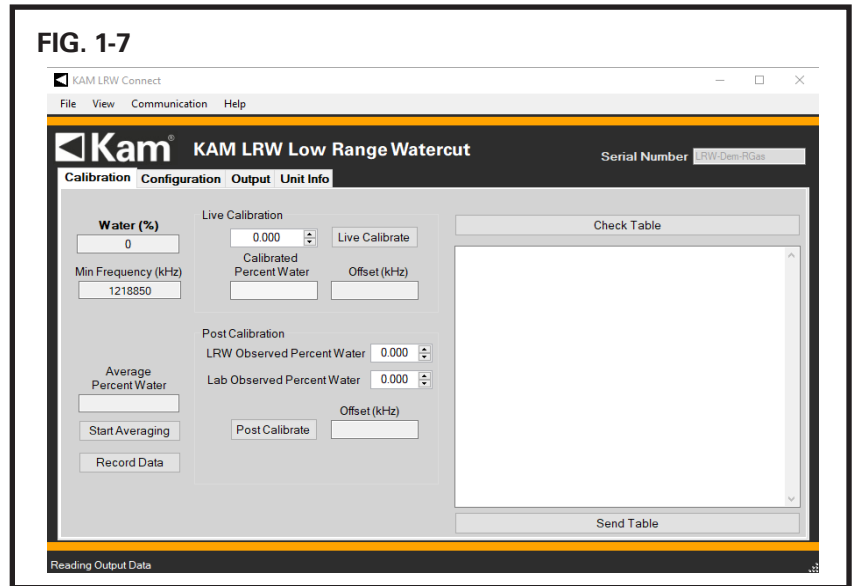 FIG. 1-7
KAM LRW Connect
File View Communication Help
Kam® KAM LRW Low Range Watercut
Serial Number LRW-Dem-RGas
Calibration Configuration Output Unit Info
Water (%)
0
Min Frequency (kHz)
1218850
Average
Percent Water
Start Averaging
Record Data
Live Calibration
0.000 Live Calibrate
Calibrated
Percent Water
Offset (kHz)
Post Calibration
LRW Observed Percent Water 0.000
Lab Observed Percent Water 0.000
Offset (kHz)
Post Calibrate
Check Table
Send Table
Reading Output Data